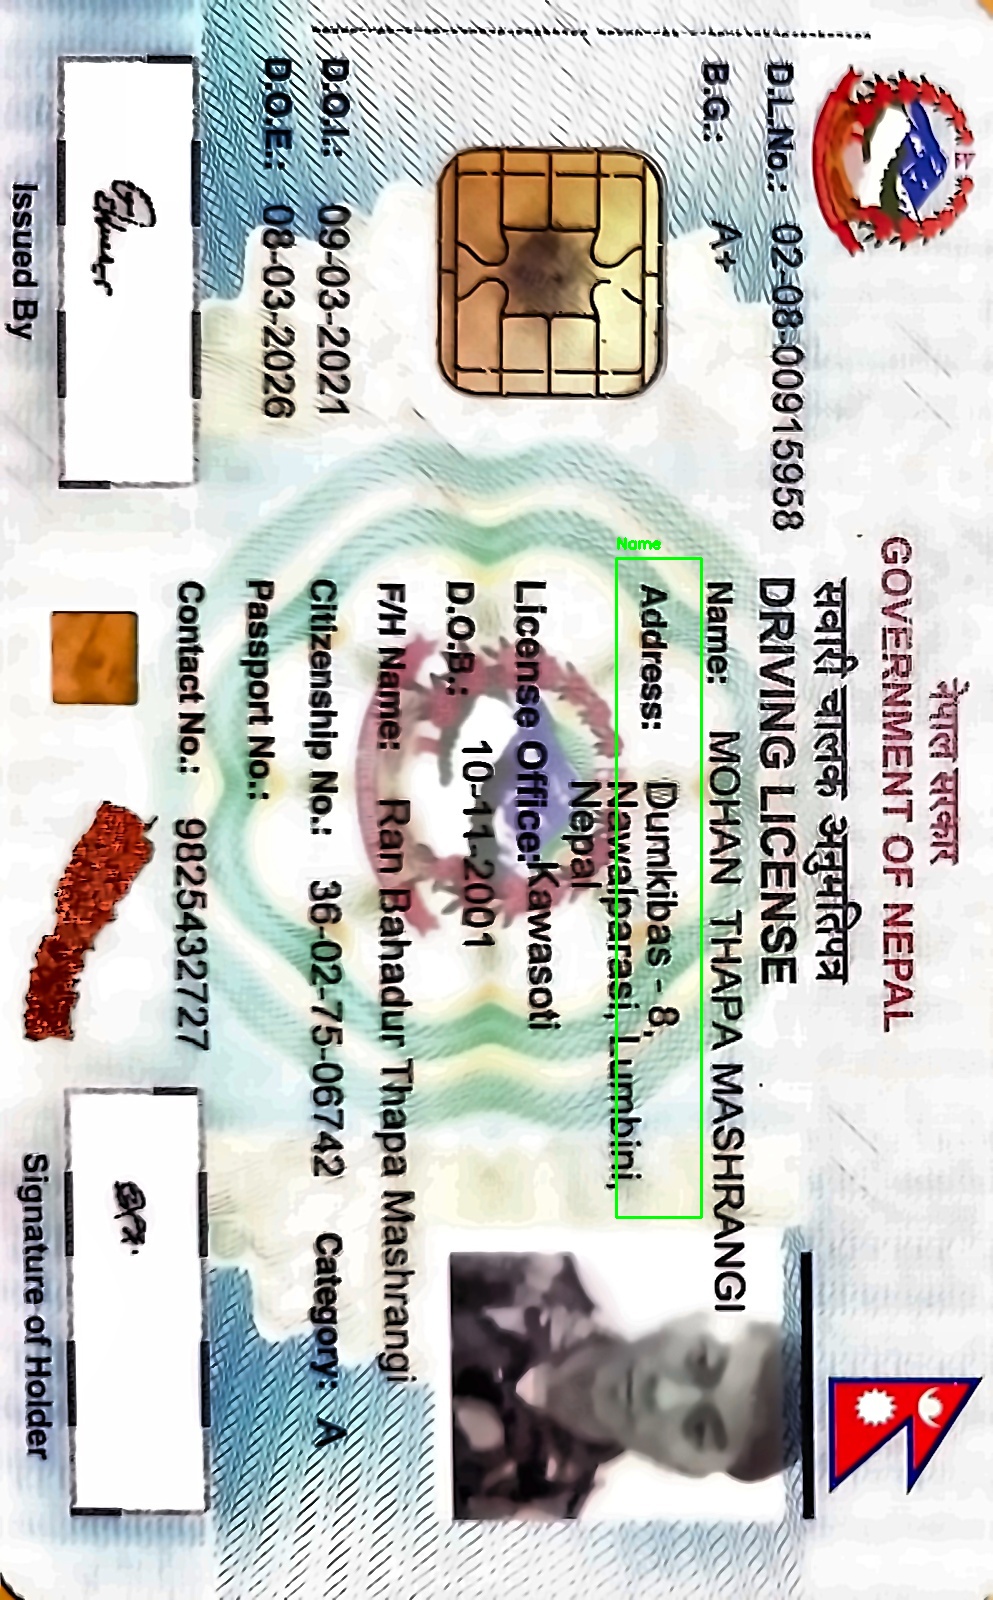 नेपाल सरकार
GOVERNMENT OF NEPAL
सवारी चालक अनुमतिपत्र
DRIVING LICENSE
D.L.No.: 02-08-00915958
B.G.: A+
Name: MOHAN THAPA MASHRANGI
Name
Address: Dumkibas - 8,
Nawalparasi, Lumbini,
Nepal
License Office: Kawasoti
D.O.B.: 10-11-2001
F/H Name: Ran Bahadur Thapa Mashrangi
D.O.I.: 09-03-2021
Citizenship No.: 36-02-75-06742 Category: A
D.O.E.: 08-03-2026
Passport No.:
Contact No.: 9825432727
Issued By
Signature of Holder